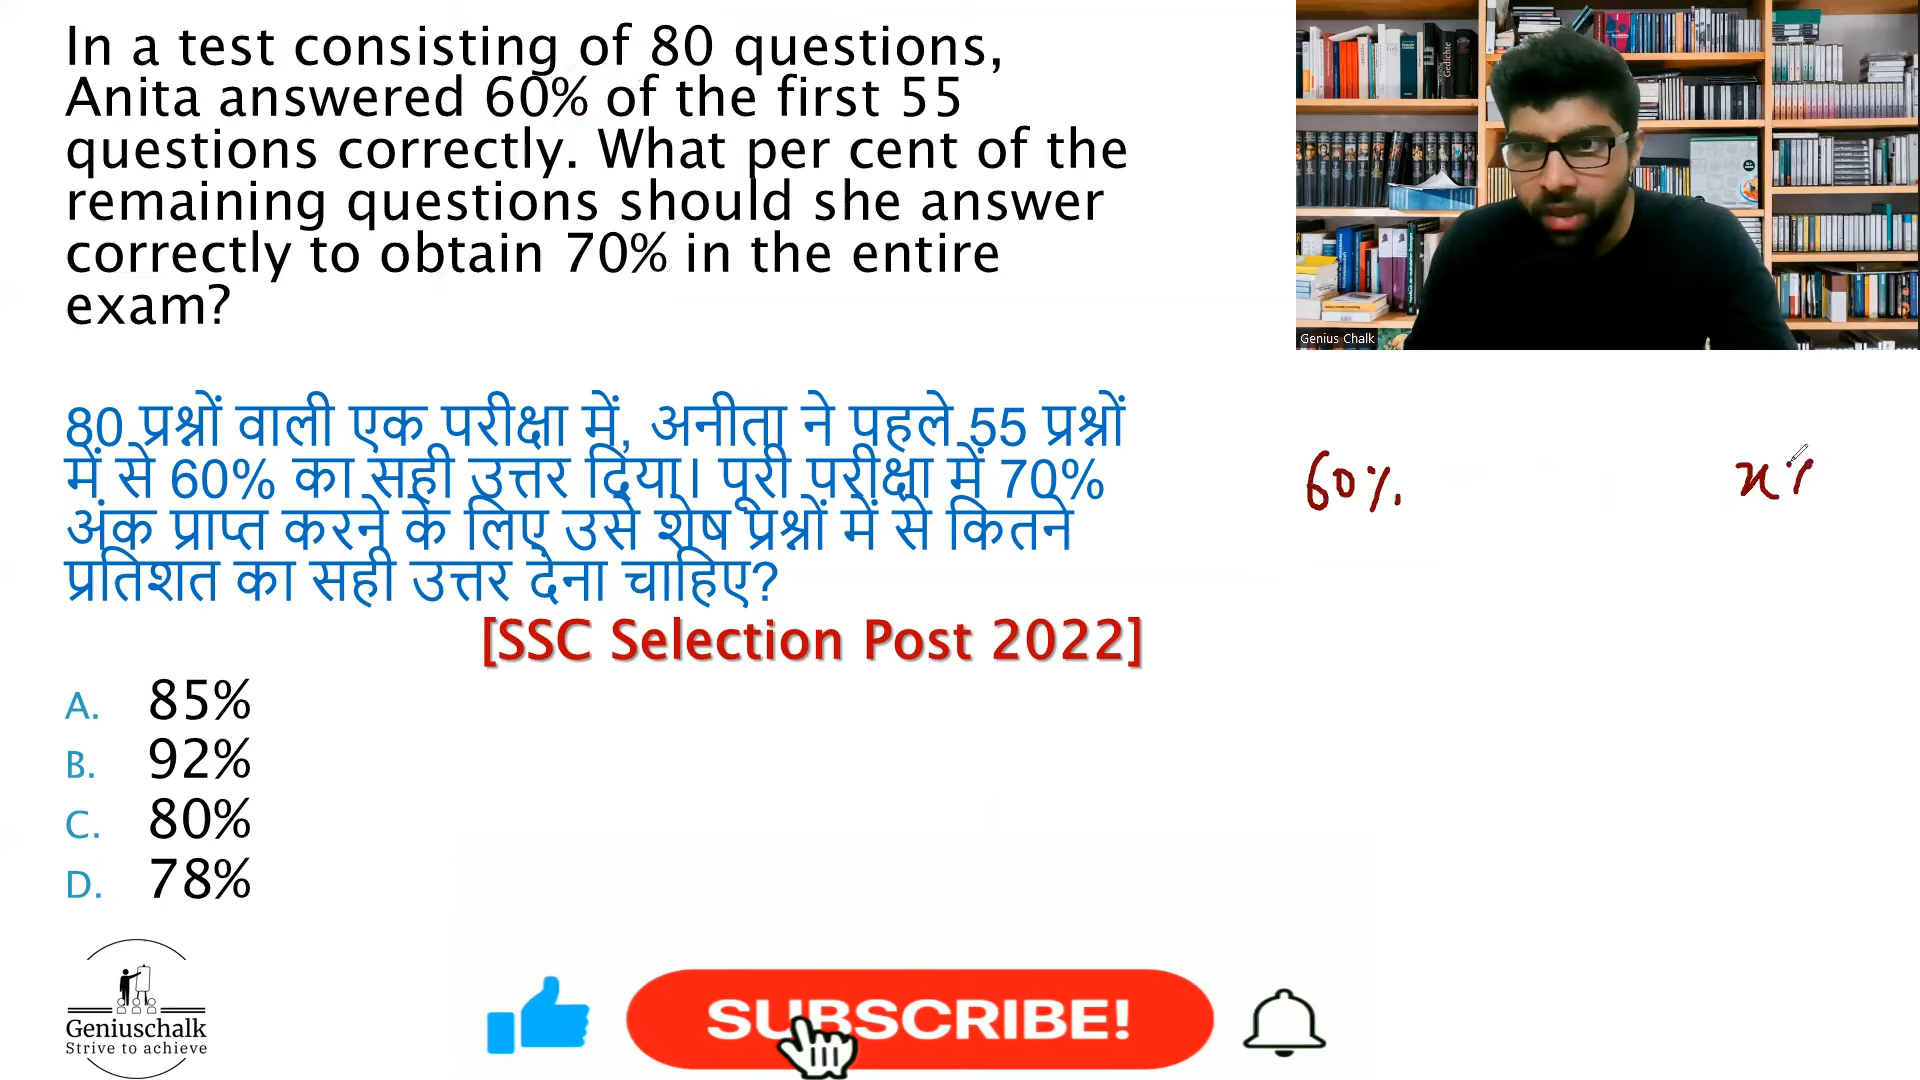 In a test consisting of 80 questions,
Anita answered 60% of the first 55
questions correctly. What per cent of the
remaining questions should she answer
correctly to obtain 70% in the entire
exam?
80 प्रश्नों वाली एक परीक्षा में, अनीता ने पहले 55 प्रश्नों
में से 60% का सही उत्तर दिया। पूरी परीक्षा में 70%
अंक प्राप्त करने के लिए उसे शेष प्रश्नों में से कितने
प्रतिशत का सही उत्तर देना चाहिए?
[SSC Selection Post 2022]
A. 85%
B. 92%
C. 80%
D. 78%
Geniuschalk
Strive to achieve
SUBSCRIBE!
Gedichte
Genius Chalk
60%
x%